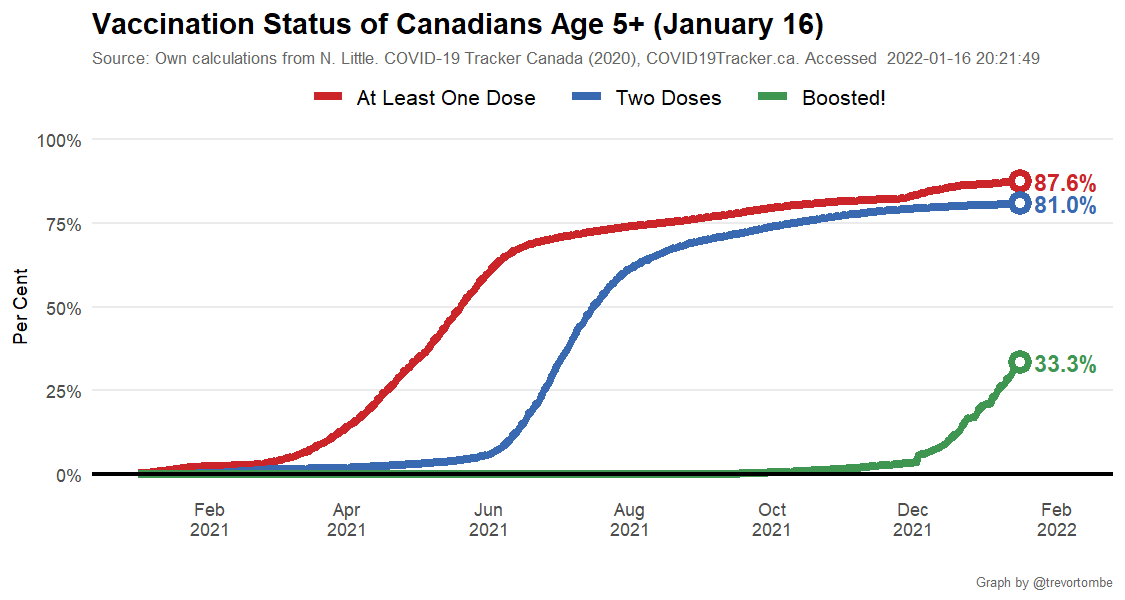 Vaccination Status of Canadians Age 5+ (January 16)
Source: Own calculations from N. Little. COVID-19 Tracker Canada (2020), COVID19Tracker.ca. Accessed  2022-01-16 20:21:49
At Least One Dose Two Doses Boosted!
100%
87.6%
81.0%
75%
Per Cent
50%
33.3%
25%
0%
Feb Apr Jun Aug Oct Dec Feb
2021 2021 2021 2021 2021 2021 2022
Graph by @trevortombe